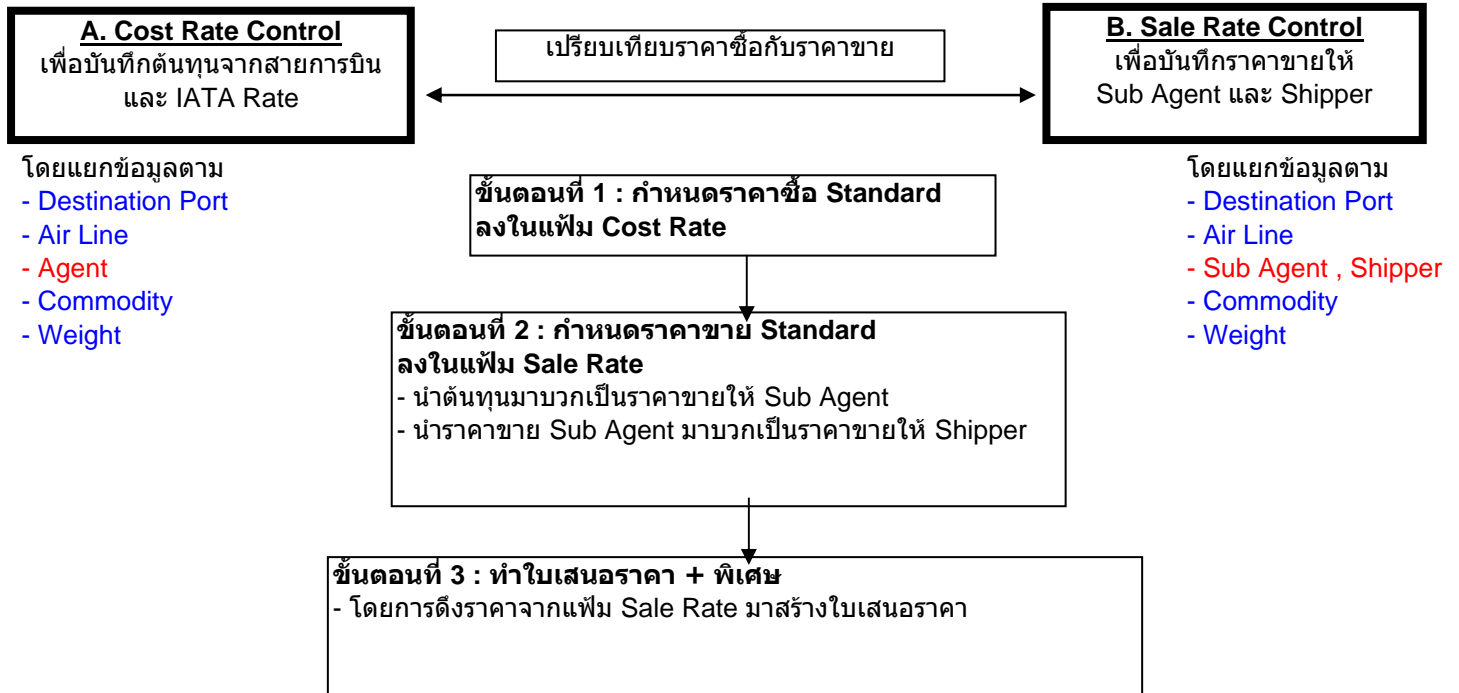 A. Cost Rate Control
เพื่อบันทึกต้นทุนจากสายการบิน
และ IATA Rate
เปรียบเทียบราคาซื้อกับราคาขาย
B. Sale Rate Control
เพื่อบันทึกราคาขายให้
Sub Agent และ Shipper
โดยแยกข้อมูลตาม
- Destination Port
- Air Line
- Agent
- Commodity
- Weight
โดยแยกข้อมูลตาม
- Destination Port
- Air Line
- Sub Agent , Shipper
- Commodity
- Weight
ขั้นตอนที่ 1 : กำหนดราคาซื้อ Standard
ลงในแฟ้ม Cost Rate
ขั้นตอนที่ 2 : กำหนดราคาขาย Standard
ลงในแฟ้ม Sale Rate
- นำต้นทุนมาบวกเป็นราคาขายให้ Sub Agent
- นำราคาขาย Sub Agent มาบวกเป็นราคาขายให้ Shipper
ขั้นตอนที่ 3 : ทำใบเสนอราคา + พิเศษ
- โดยการดึงราคาจากแฟ้ม Sale Rate มาสร้างใบเสนอราคา